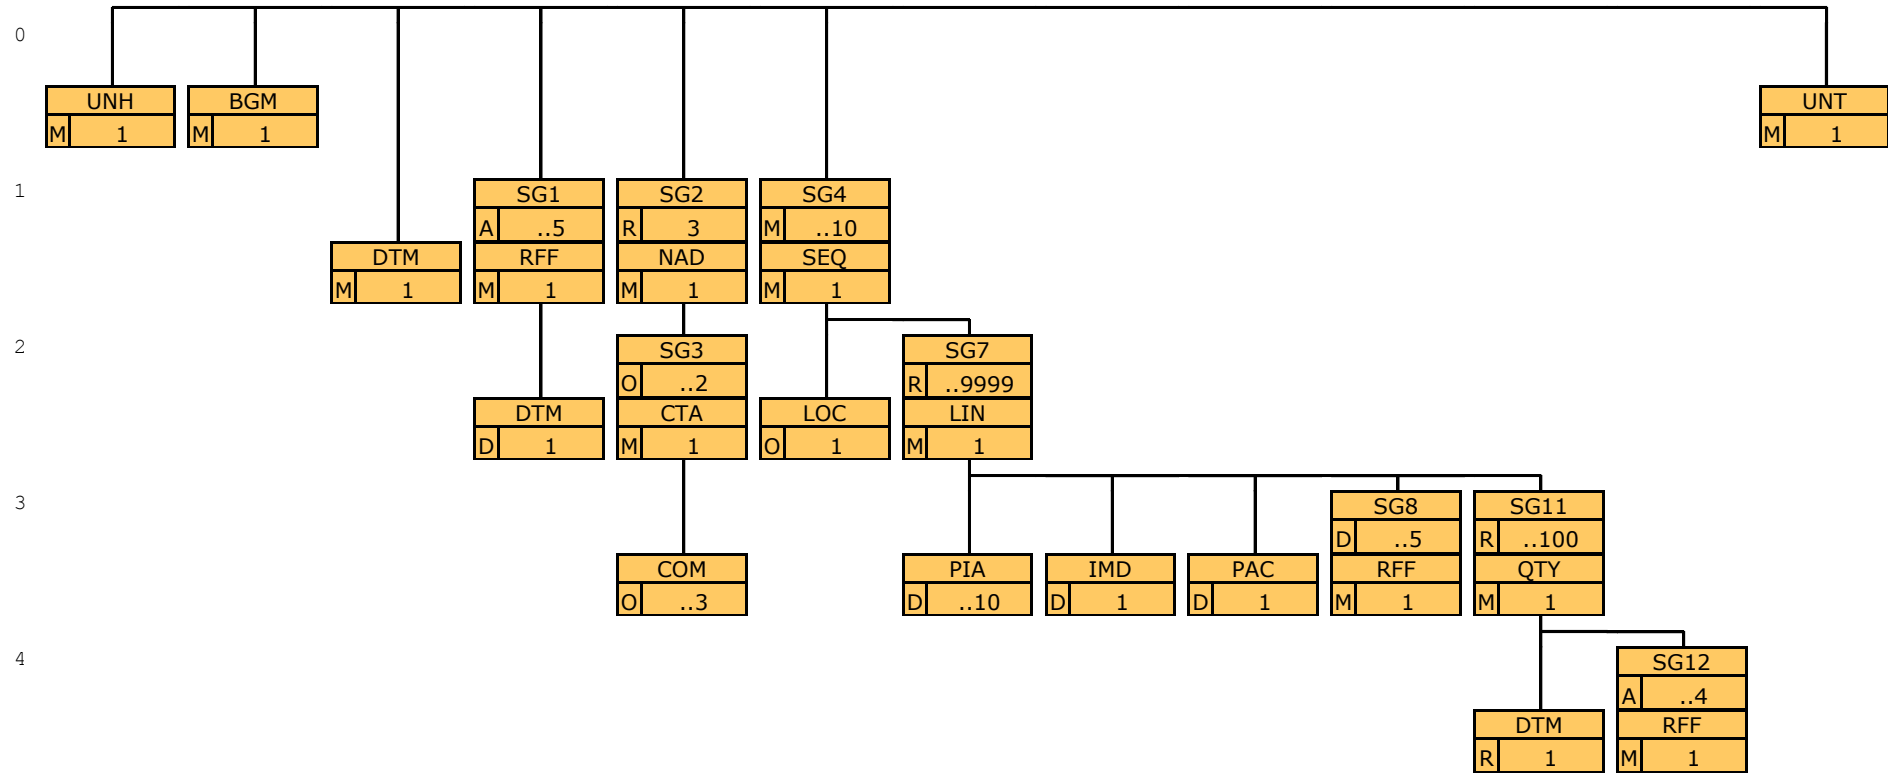 0
UNH
BGM
UNT
M 1
M 1
M 1
1
SG1
SG2
SG4
A ..5
R 3
M ..10
DTM
RFF
NAD
SEQ
M 1
M 1
M 1
M 1
2
SG3
SG7
O ..2
R ..9999
DTM
CTA
LOC
LIN
D 1
M 1
O 1
M 1
3
SG8
SG11
D ..5
R ..100
COM
PIA
IMD
PAC
RFF
QTY
O ..3
D ..10
D 1
D 1
M 1
M 1
4
SG12
A ..4
DTM
RFF
R 1
M 1